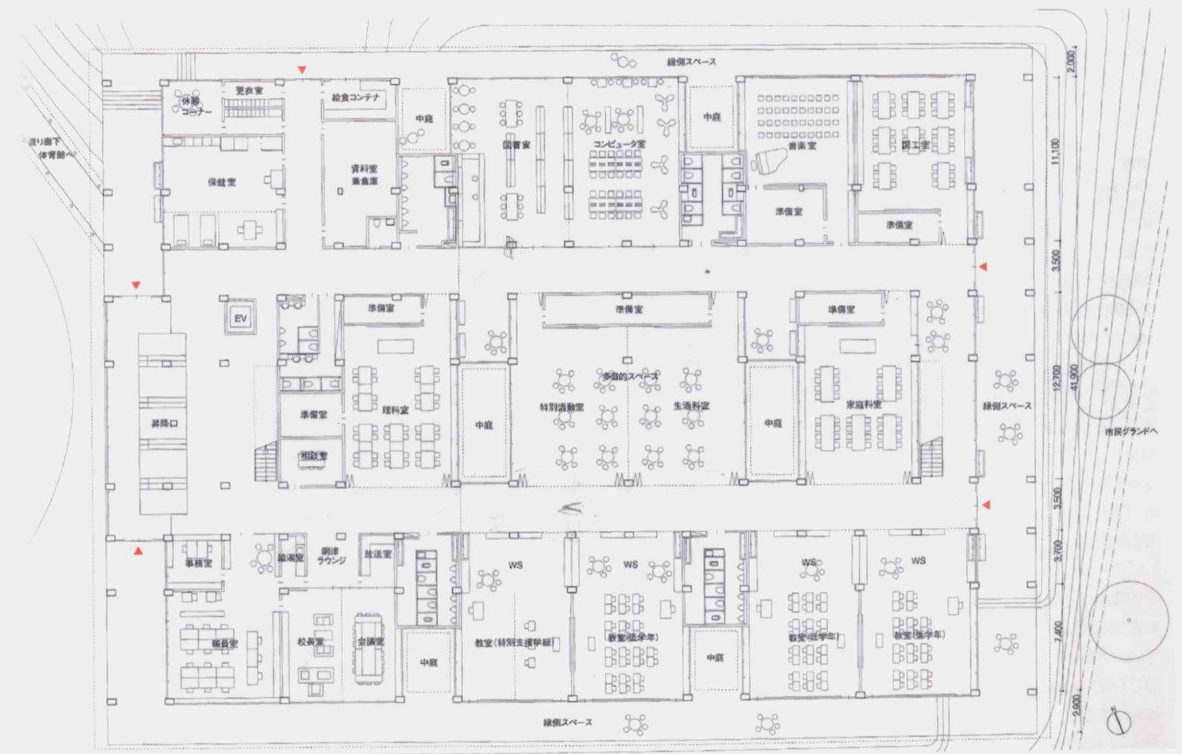 縁側スペース
2,000
更衣室
休憩
コーナー
給食コンテナ
中庭
中庭
渡り廊下
体育館へ
保健室
資料室
兼倉庫
図書室
コンピュータ室
音楽室
図工室
準備室
準備室
11,100
3,500
EV
準備室
準備室
準備室
多目的スペース
特別活動室
生活科室
理科室
家庭科室
昇降口
準備室
相談室
中庭
中庭
縁側スペース
市民グランドへ
12,700
41,900
3,500
事務室
給湯室
ラウンジ
放送室
WS
WS
WS
WS
3,700
職員室
校長室
会議室
教室(特別支援学級)
教室(低学年)
教室(低学年)
教室(低学年)
中庭
中庭
7,400
縁側スペース
2,900